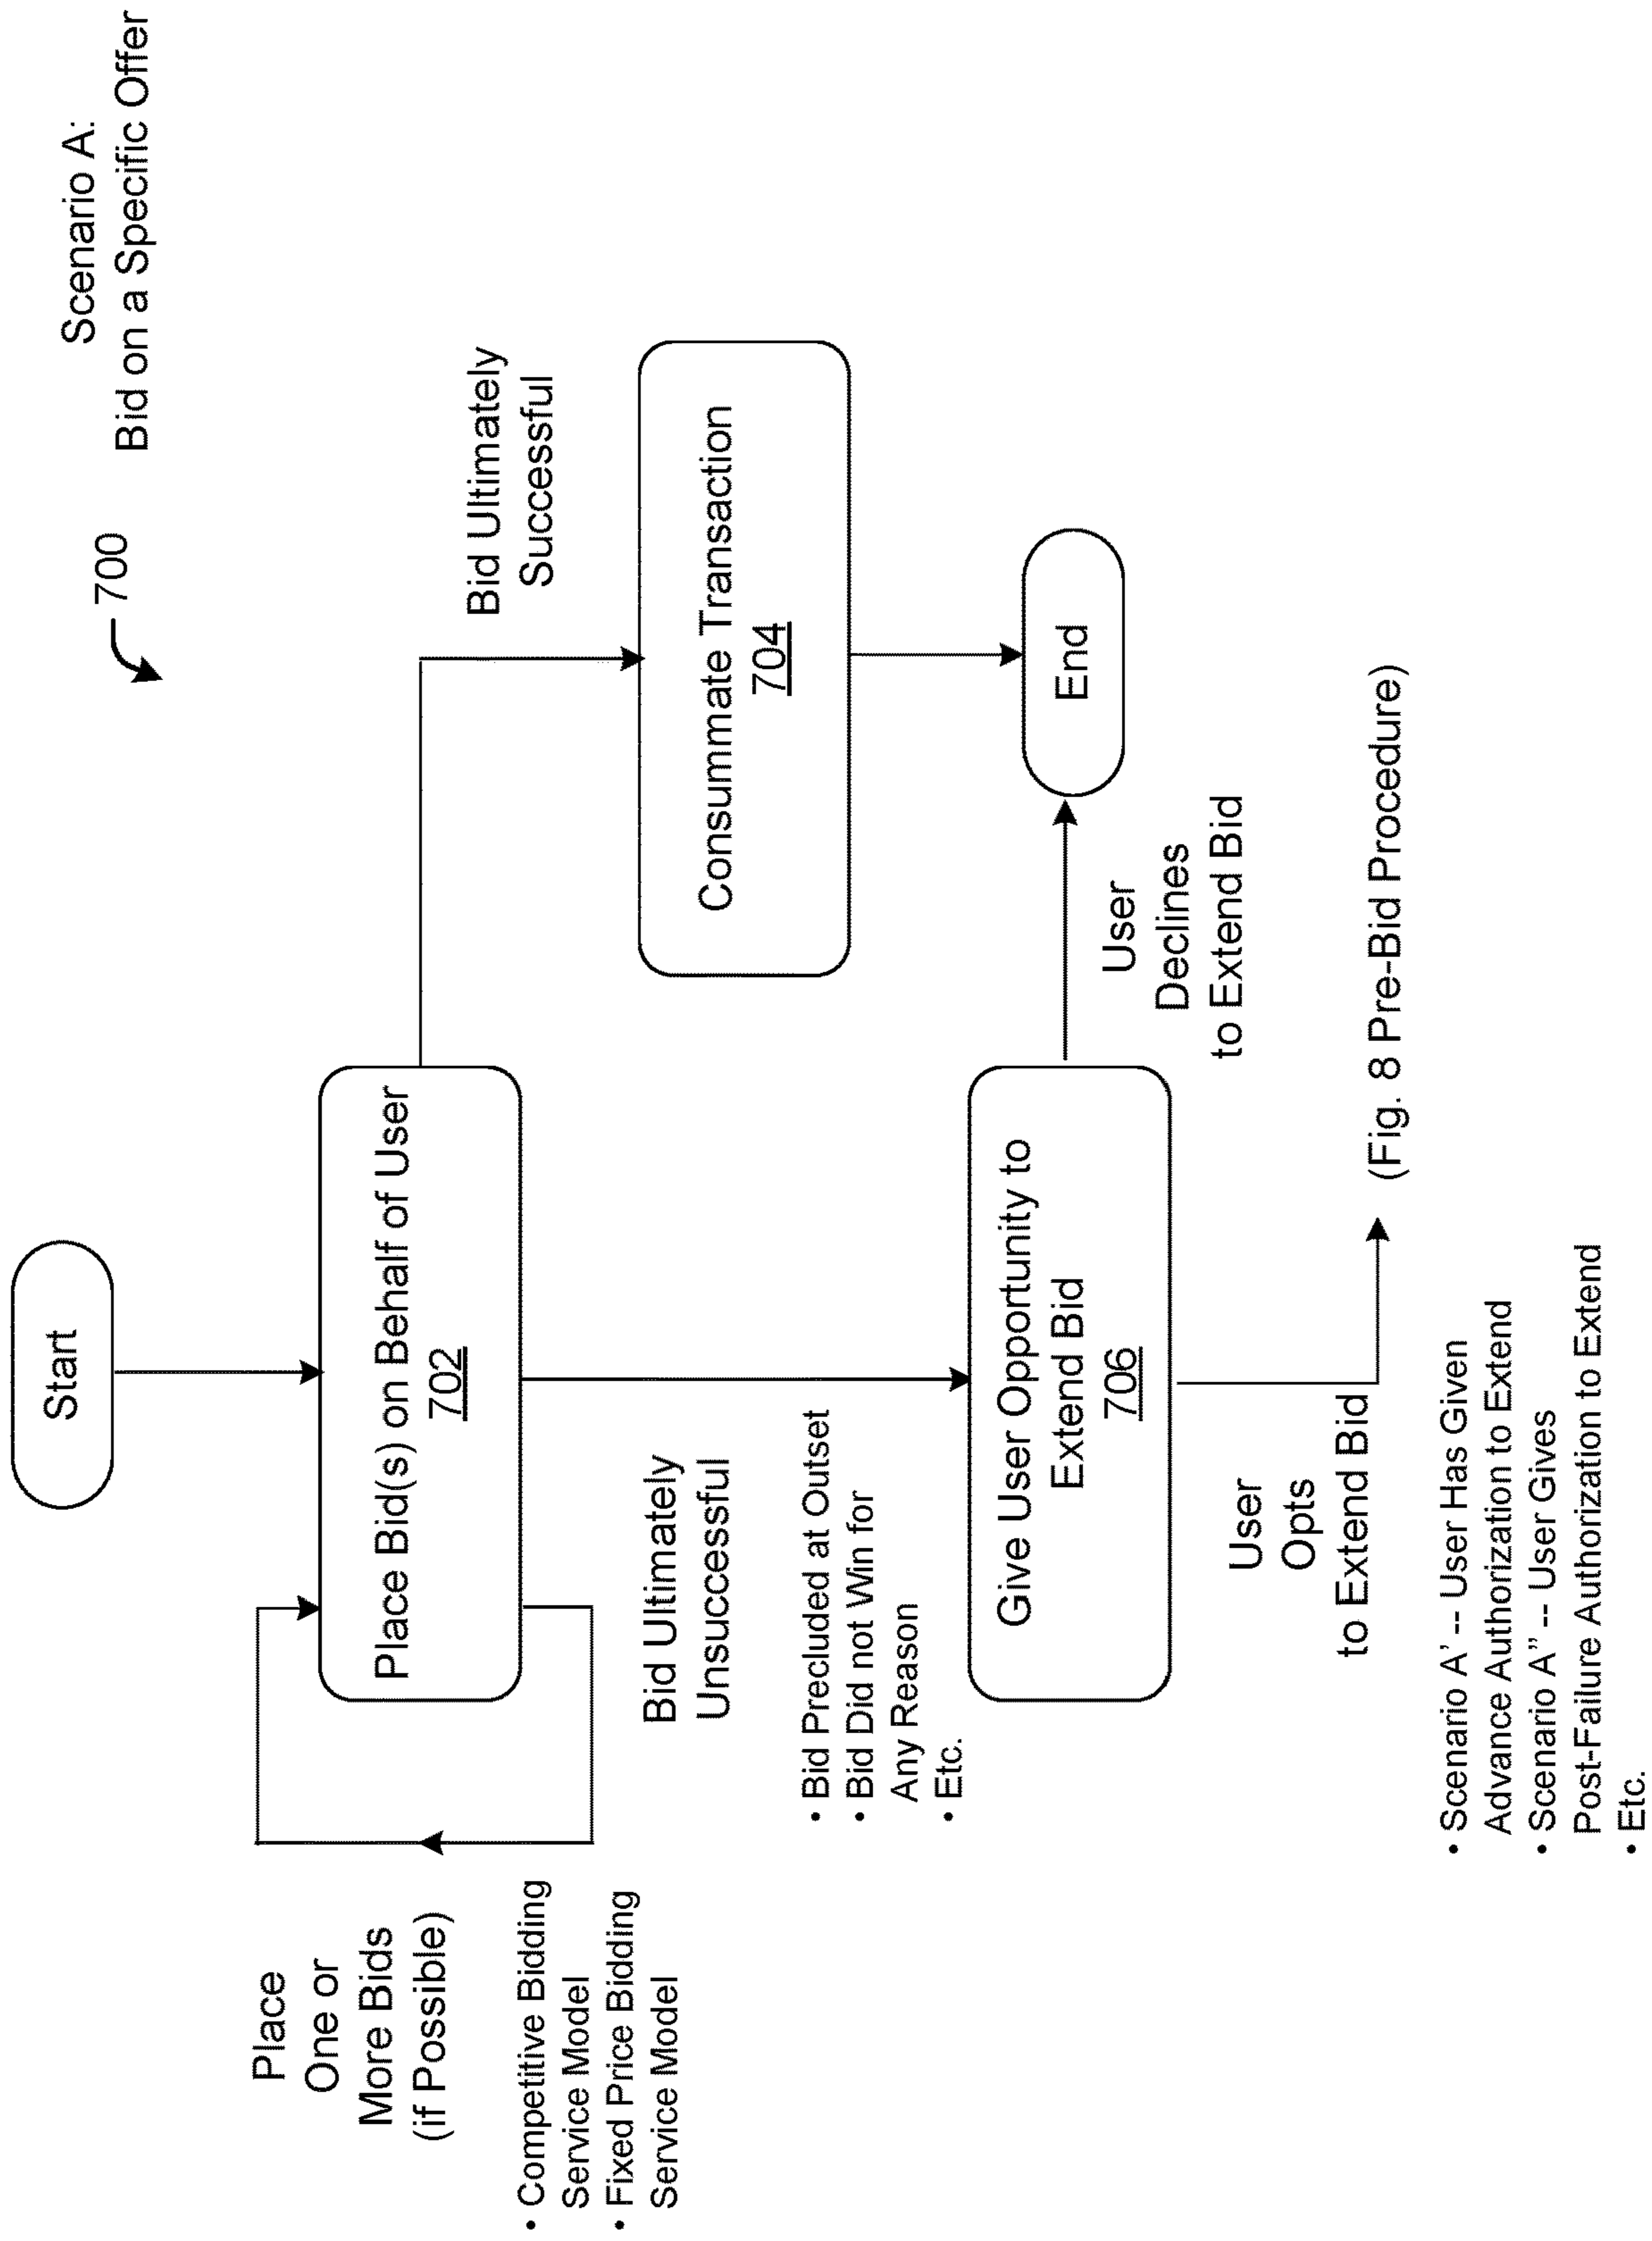 Scenario A:
Bid on a Specific Offer
700
Start
Place
One or
More Bids
(if Possible)
• Competitive Bidding
Service Model
• Fixed Price Bidding
Service Model
Place Bid(s) on Behalf of User
702
Bid Ultimately
Successful
Consummate Transaction
704
Bid Ultimately
Unsuccessful
• Bid Precluded at Outset
• Bid Did not Win for
Any Reason
• Etc.
Give User Opportunity to
Extend Bid
706
User
Declines
to Extend Bid
End
User
Opts
to Extend Bid
(Fig. 8 Pre-Bid Procedure)
• Scenario A' -- User Has Given
Advance Authorization to Extend
• Scenario A" -- User Gives
Post-Failure Authorization to Extend
• Etc.